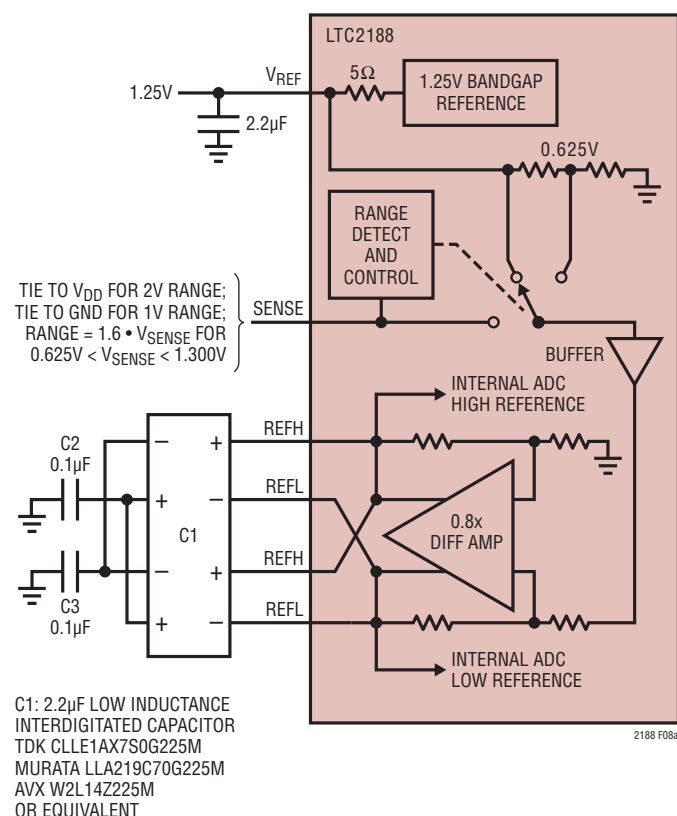 LTC2188
VREF
5Ω
1.25V BANDGAP
REFERENCE
1.25V
2.2µF
0.625V
RANGE
DETECT
AND
CONTROL
TIE TO VDD FOR 2V RANGE;
TIE TO GND FOR 1V RANGE;
RANGE = 1.6 • VSENSE FOR
0.625V < VSENSE < 1.300V
SENSE
BUFFER
INTERNAL ADC
HIGH REFERENCE
REFH
C2
0.1µF
– +
REFL
+ –
C1
0.8x
DIFF AMP
REFH
– +
C3
0.1µF
REFL
+ –
INTERNAL ADC
LOW REFERENCE
C1: 2.2µF LOW INDUCTANCE
INTERDIGITATED CAPACITOR
TDK CLLE1AX7S0G225M
MURATA LLA219C70G225M
AVX W2L14Z225M
OR EQUIVALENT
2188 F08a